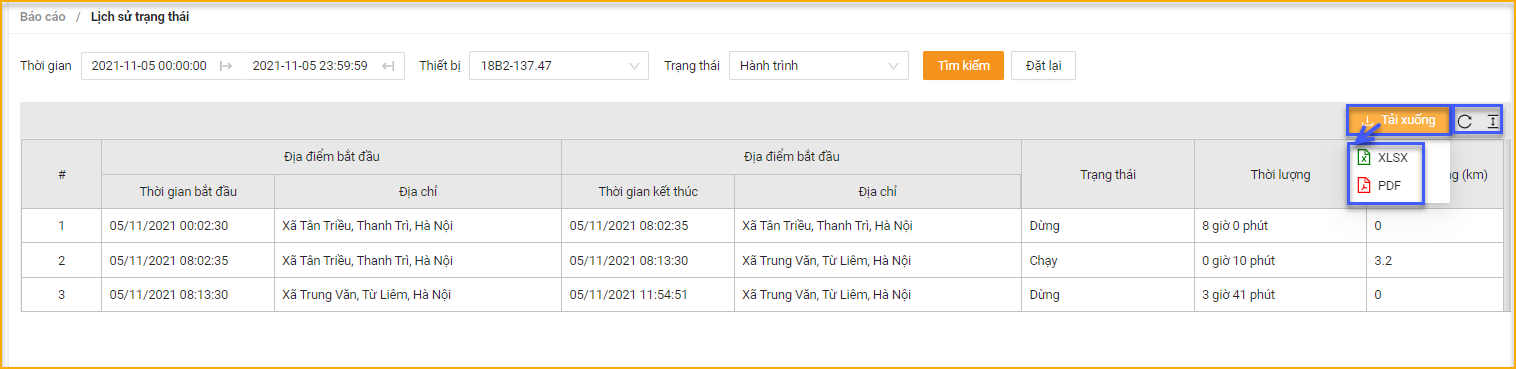 Báo cáo / Lịch sử trạng thái
Thời gian 2021-11-05 00:00:00 2021-11-05 23:59:59 Thiết bị 18B2-137.47 Trạng thái Hành trình Tìm kiếm Đặt lại
Tải xuống
XLSX
PDF
# Địa điểm bắt đầu Địa điểm bắt đầu Trạng thái Thời lượng (km)
Thời gian bắt đầu Địa chỉ Thời gian kết thúc Địa chỉ
1 05/11/2021 00:02:30 Xã Tân Triều, Thanh Trì, Hà Nội 05/11/2021 08:02:35 Xã Tân Triều, Thanh Trì, Hà Nội Dừng 8 giờ 0 phút 0
2 05/11/2021 08:02:35 Xã Tân Triều, Thanh Trì, Hà Nội 05/11/2021 08:13:30 Xã Trung Văn, Từ Liêm, Hà Nội Chạy 0 giờ 10 phút 3.2
3 05/11/2021 08:13:30 Xã Trung Văn, Từ Liêm, Hà Nội 05/11/2021 11:54:51 Xã Trung Văn, Từ Liêm, Hà Nội Dừng 3 giờ 41 phút 0